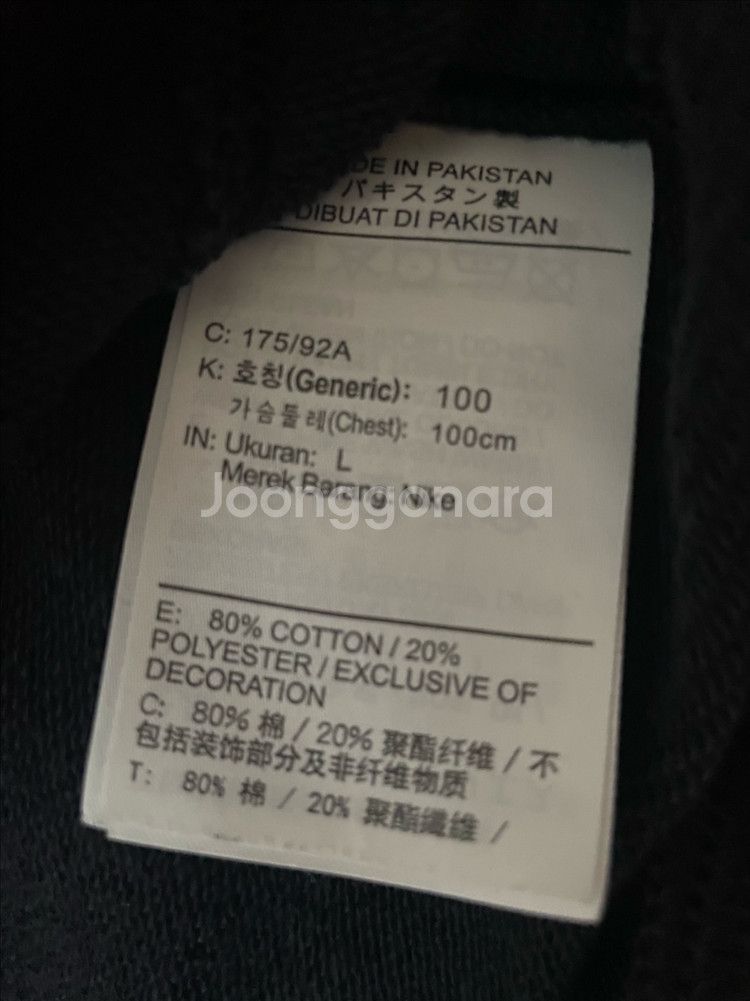 DE IN PAKISTAN
パキスタン製
DIBUAT DI PAKISTAN
C: 175/92A
K: 호칭(Generic): 100
가슴둘레(Chest): 100cm
IN: Ukuran: L
Merek Barang: Nike
Joonggonara
E: 80% COTTON / 20%
POLYESTER / EXCLUSIVE OF
DECORATION
C: 80% 棉 / 20% 聚酯纤维 / 不
包括装饰部分及非纤维物质
T: 80% 棉 / 20% 聚酯纖維 /